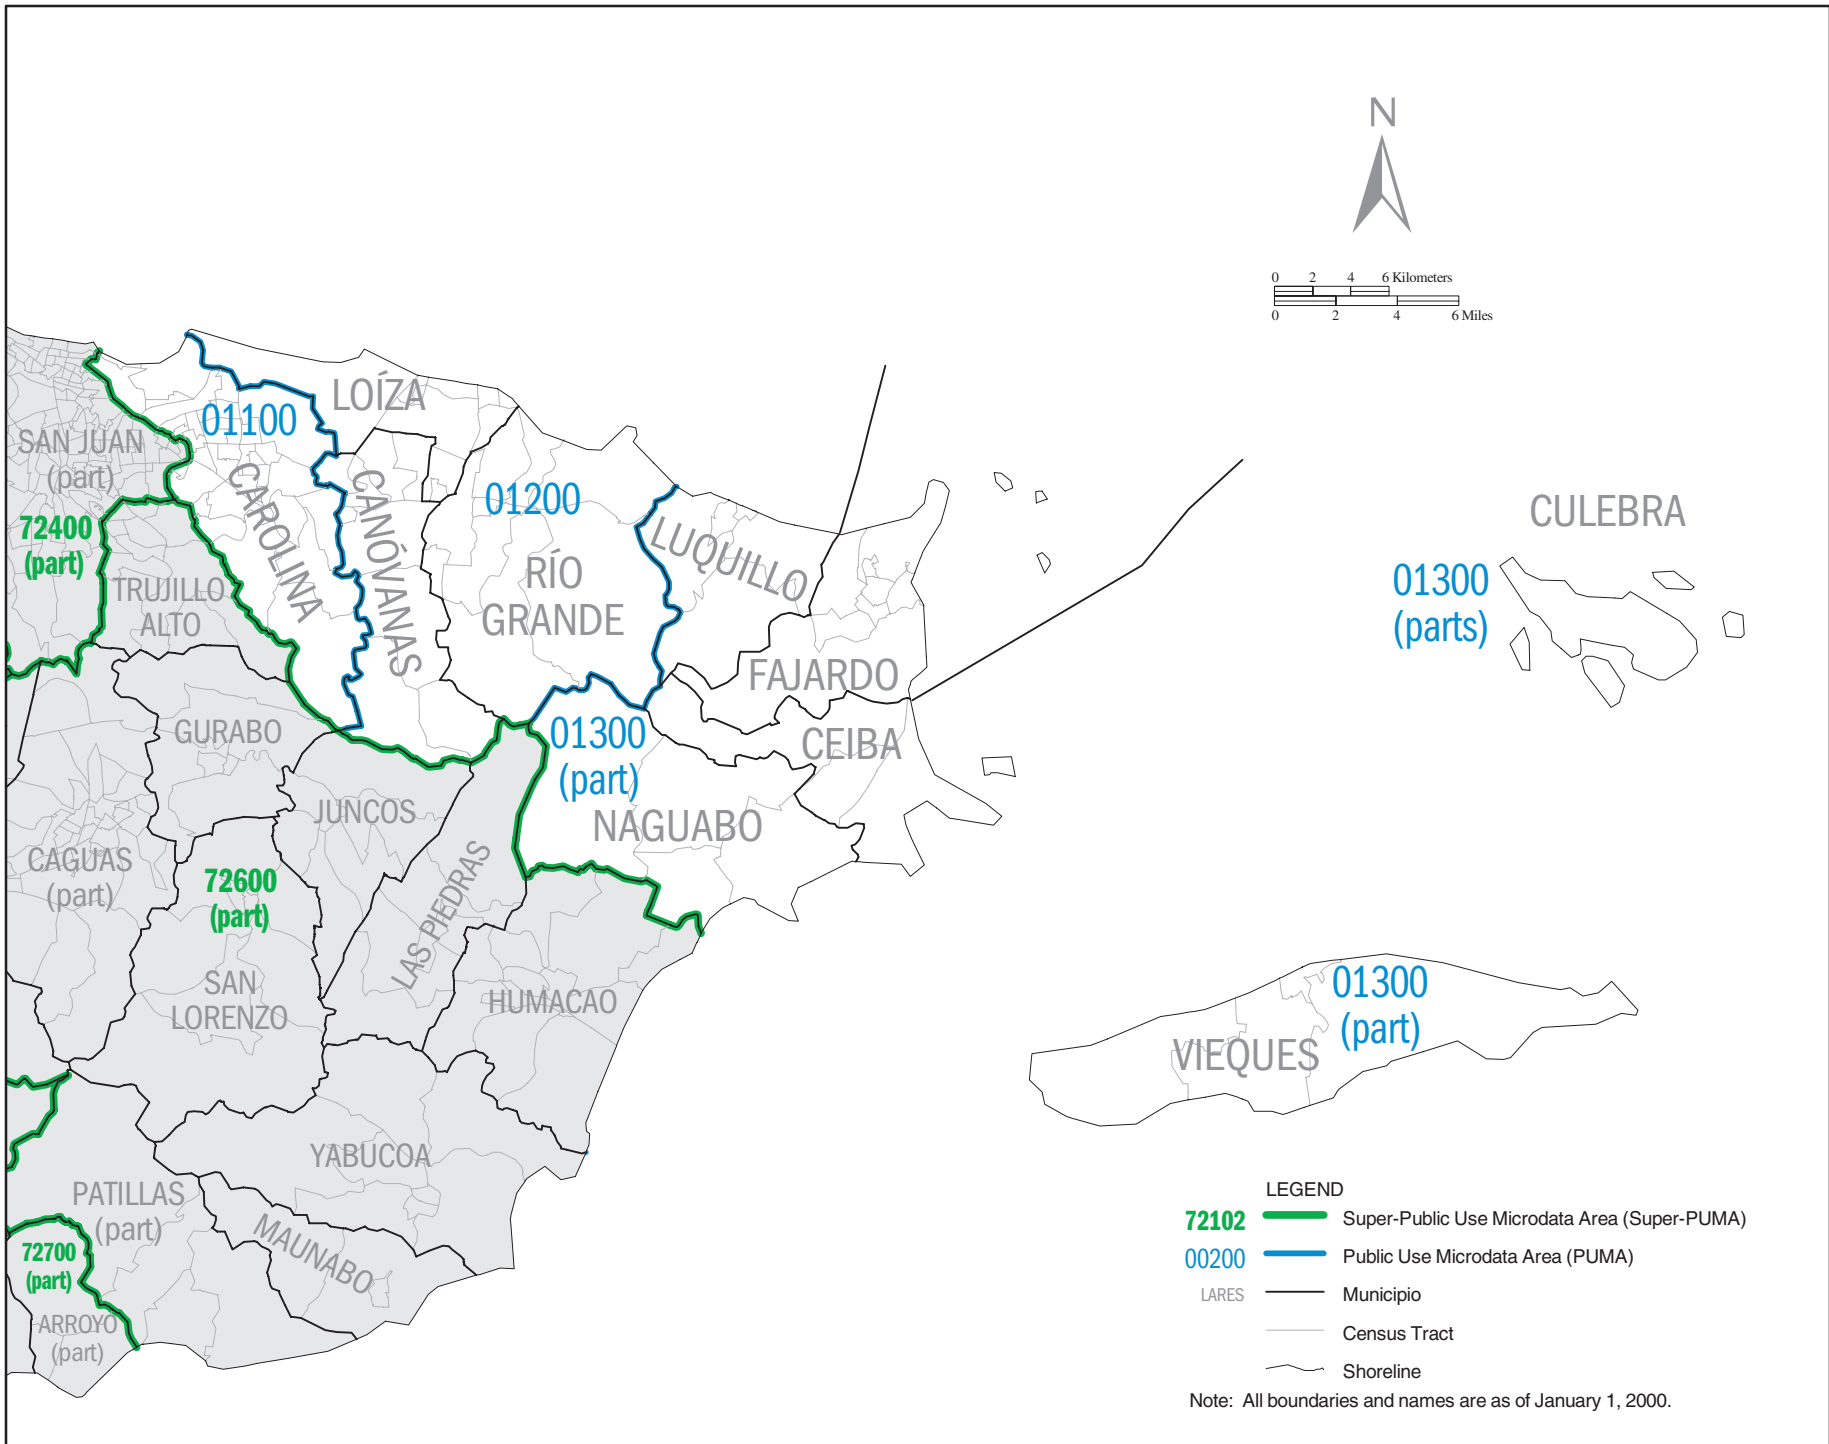 N
0 2 4 6 Kilometers
0 2 4 6 Miles
LOÍZA
01100
SAN JUAN
(part)
CAROLINA
CANÓVANAS
01200
LUQUILLO
CULEBRA
72400
(part)
RÍO
GRANDE
01300
(parts)
TRUJILLO
ALTO
FAJARDO
GURABO
01300
(part)
CEIBA
JUNCOS
NAGUABO
CAGUAS
(part)
72600
(part)
LAS PIEDRAS
SAN
LORENZO
HUMACAO
01300
(part)
VIEQUES
YABUCOA
PATILLAS
(part)
MAUNABO
72700
(part)
ARROYO
(part)
LEGEND
72102 Super-Public Use Microdata Area (Super-PUMA)
00200 Public Use Microdata Area (PUMA)
LARES Municipio
Census Tract
Shoreline
Note: All boundaries and names are as of January 1, 2000.